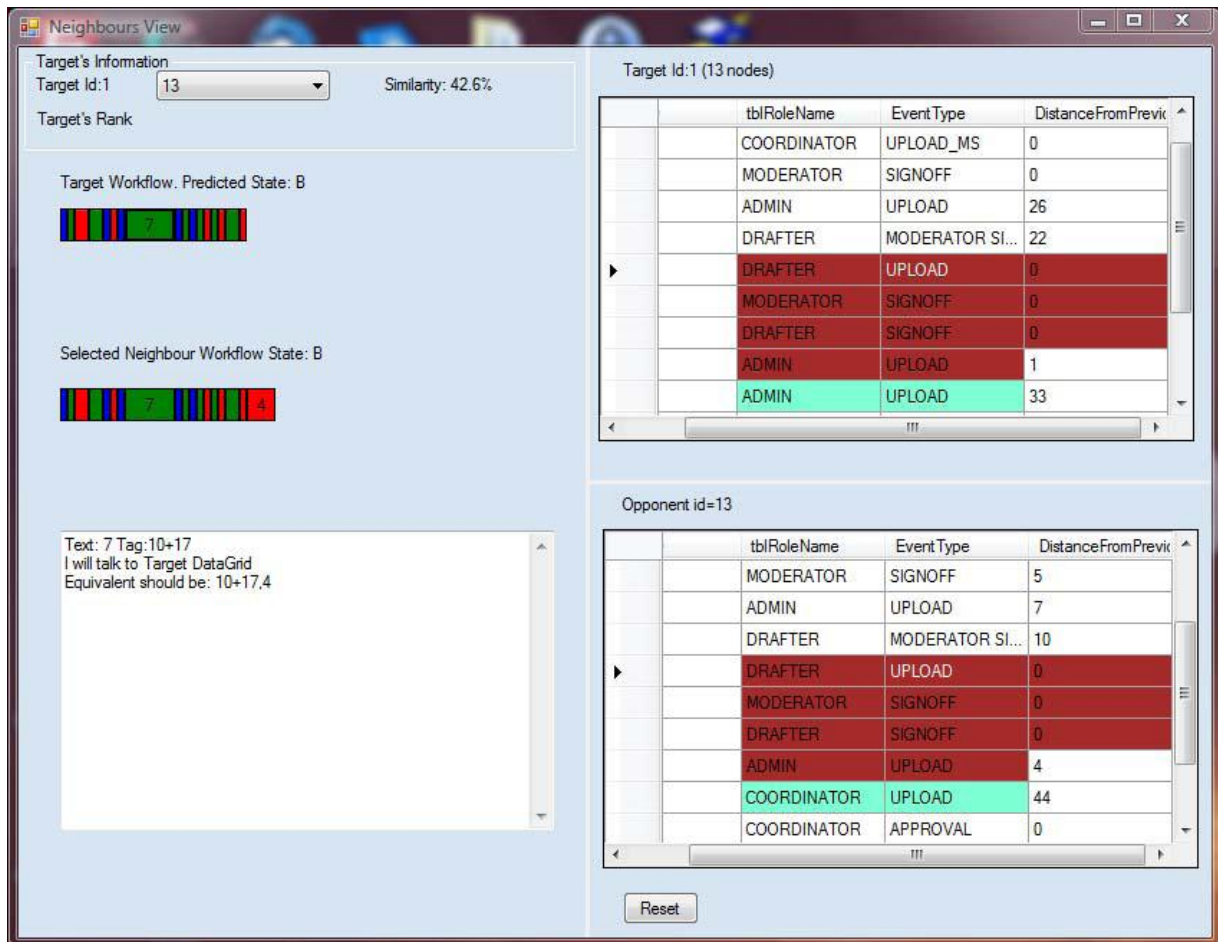 Neighbours View
Target's Information
Target Id:1 13 Similarity: 42.6%
Target's Rank
Target Workflow. Predicted State: B
7
Selected Neighbour Workflow State: B
7 4
Text: 7 Tag:10+17
I will talk to Target DataGrid
Equivalent should be: 10+17,4
Target Id:1 (13 nodes)
tblRoleName EventType DistanceFromPrevic
COORDINATOR UPLOAD_MS 0
MODERATOR SIGNOFF 0
ADMIN UPLOAD 26
DRAFTER MODERATOR SI... 22
DRAFTER UPLOAD 0
MODERATOR SIGNOFF 0
DRAFTER SIGNOFF 0
ADMIN UPLOAD 1
ADMIN UPLOAD 33
Opponent id=13
tblRoleName EventType DistanceFromPrevic
MODERATOR SIGNOFF 5
ADMIN UPLOAD 7
DRAFTER MODERATOR SI... 10
DRAFTER UPLOAD 0
MODERATOR SIGNOFF 0
DRAFTER SIGNOFF 0
ADMIN UPLOAD 4
COORDINATOR UPLOAD 44
COORDINATOR APPROVAL 0
Reset